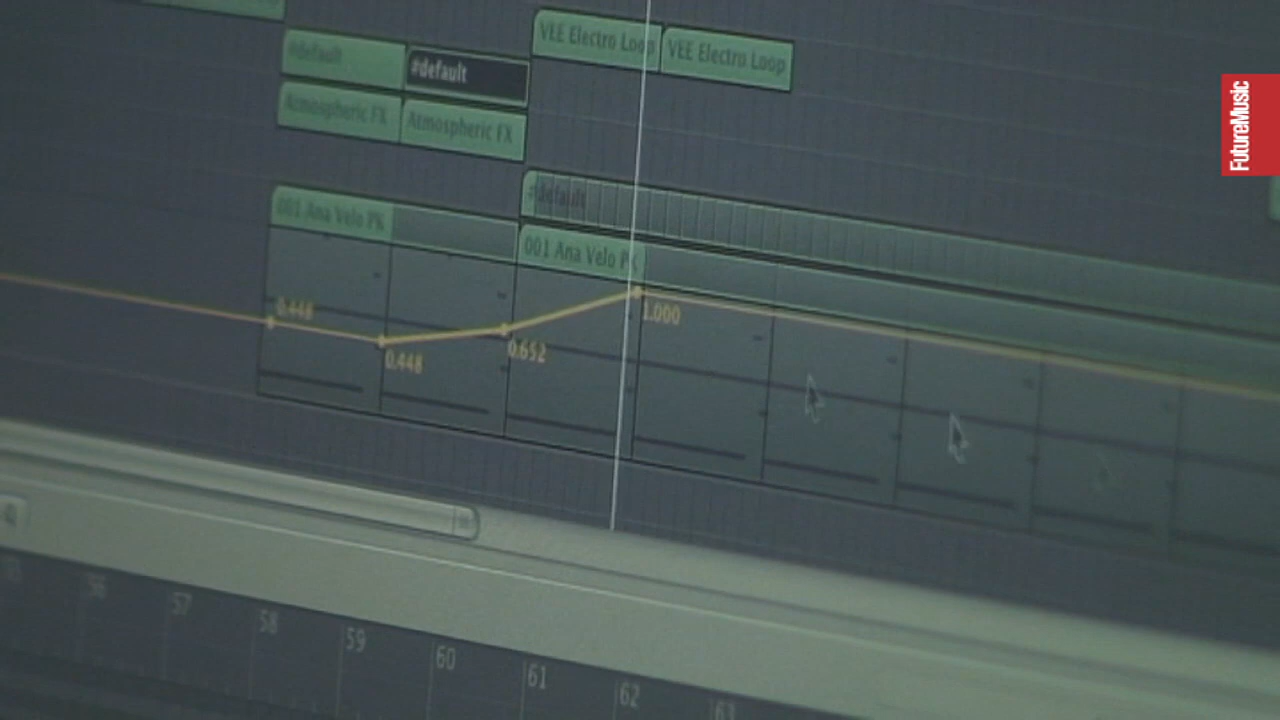 VEE Electro Loop
VEE Electro Loop
#default
#default
Atmospheric FX
Atmospheric FX
#default
001 Ana Velo PK
001 Ana Velo
0.448
0.448
0.652
1.000
FutureMusic
56
57
58
59
60
61
62
63